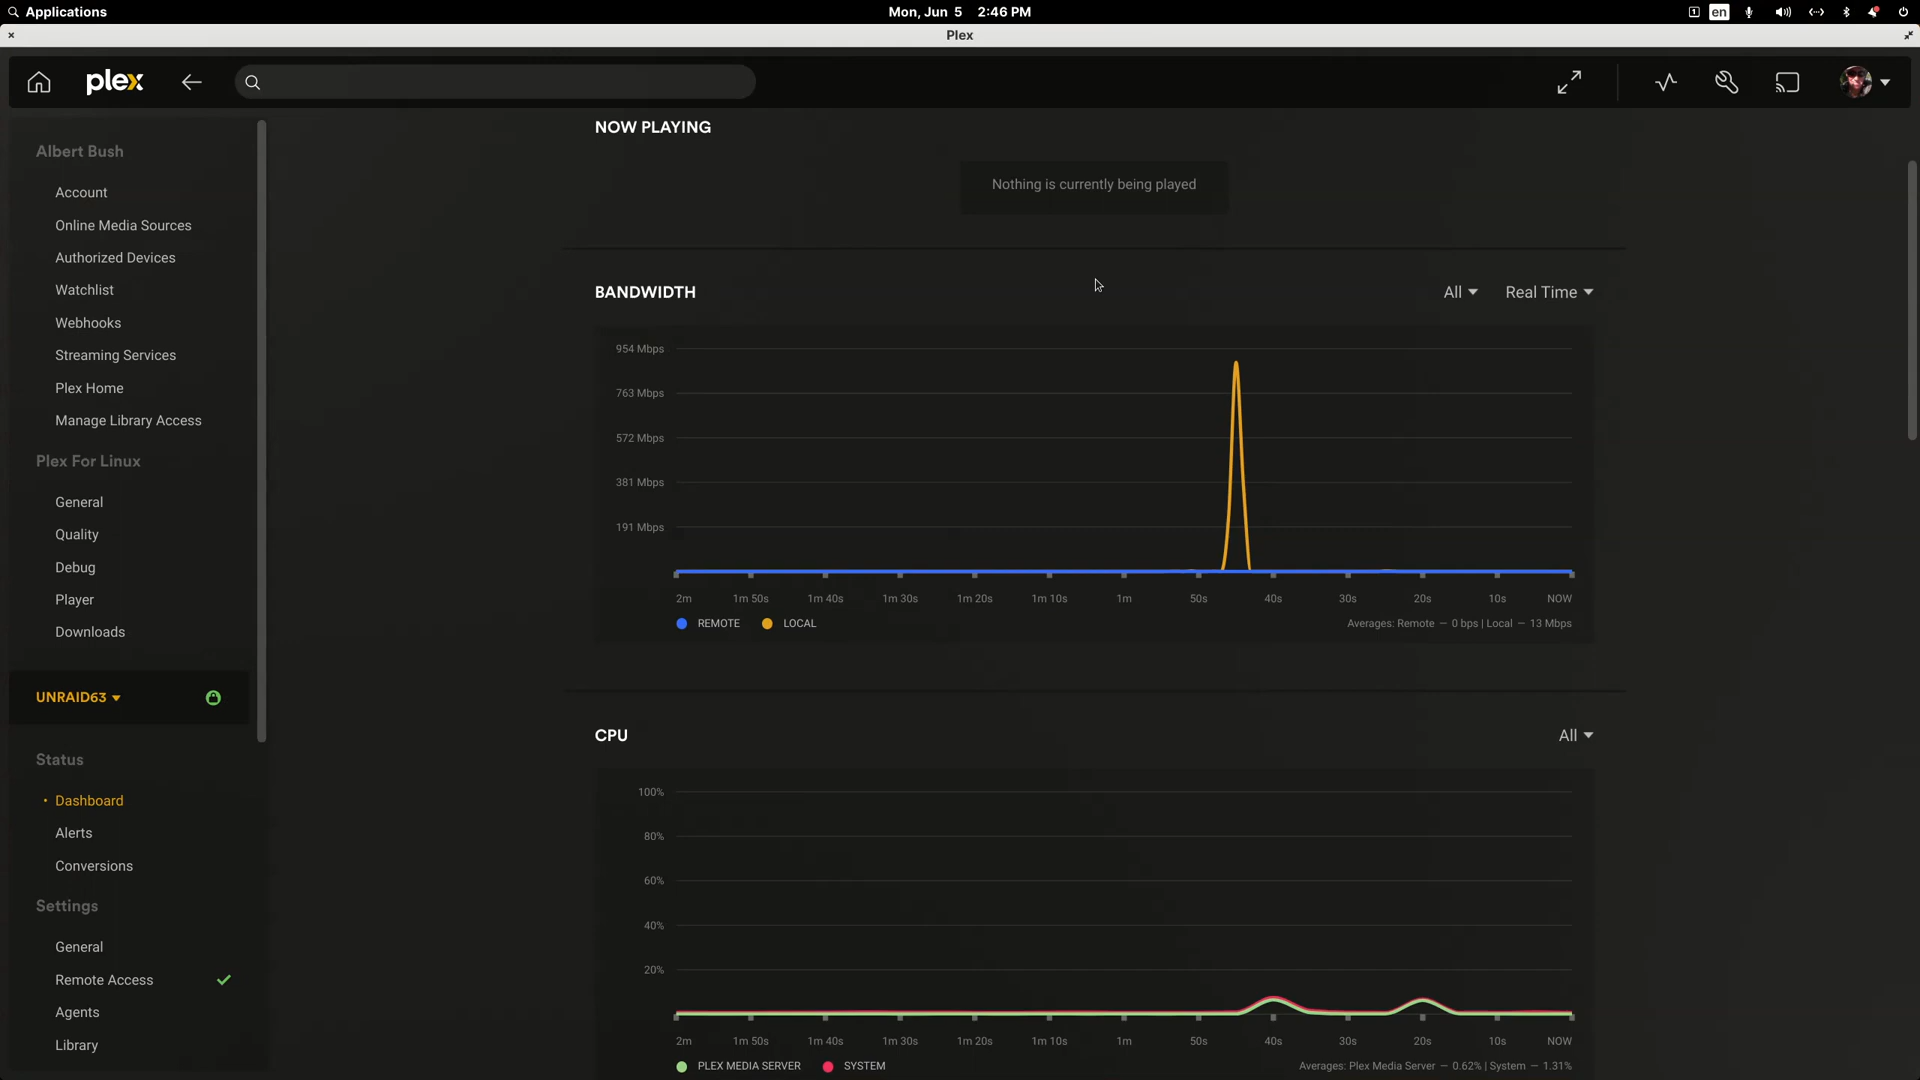 Applications
Mon, Jun 5 2:46 PM
1
en
Plex
plex
Albert Bush
Account
Online Media Sources
Authorized Devices
Watchlist
Webhooks
Streaming Services
Plex Home
Manage Library Access
Plex For Linux
General
Quality
Debug
Player
Downloads
UNRAID63
Status
Dashboard
Alerts
Conversions
Settings
General
Remote Access
Agents
Library
NOW PLAYING
Nothing is currently being played
BANDWIDTH
All
Real Time
954 Mbps
763 Mbps
572 Mbps
381 Mbps
191 Mbps
2m 1m 50s 1m 40s 1m 30s 1m 20s 1m 10s 1m 50s 40s 30s 20s 10s NOW
REMOTE LOCAL
Averages: Remote — 0 bps | Local — 13 Mbps
CPU
All
100%
80%
60%
40%
20%
2m 1m 50s 1m 40s 1m 30s 1m 20s 1m 10s 1m 50s 40s 30s 20s 10s NOW
PLEX MEDIA SERVER SYSTEM
Averages: Plex Media Server — 0.62% | System — 1.31%